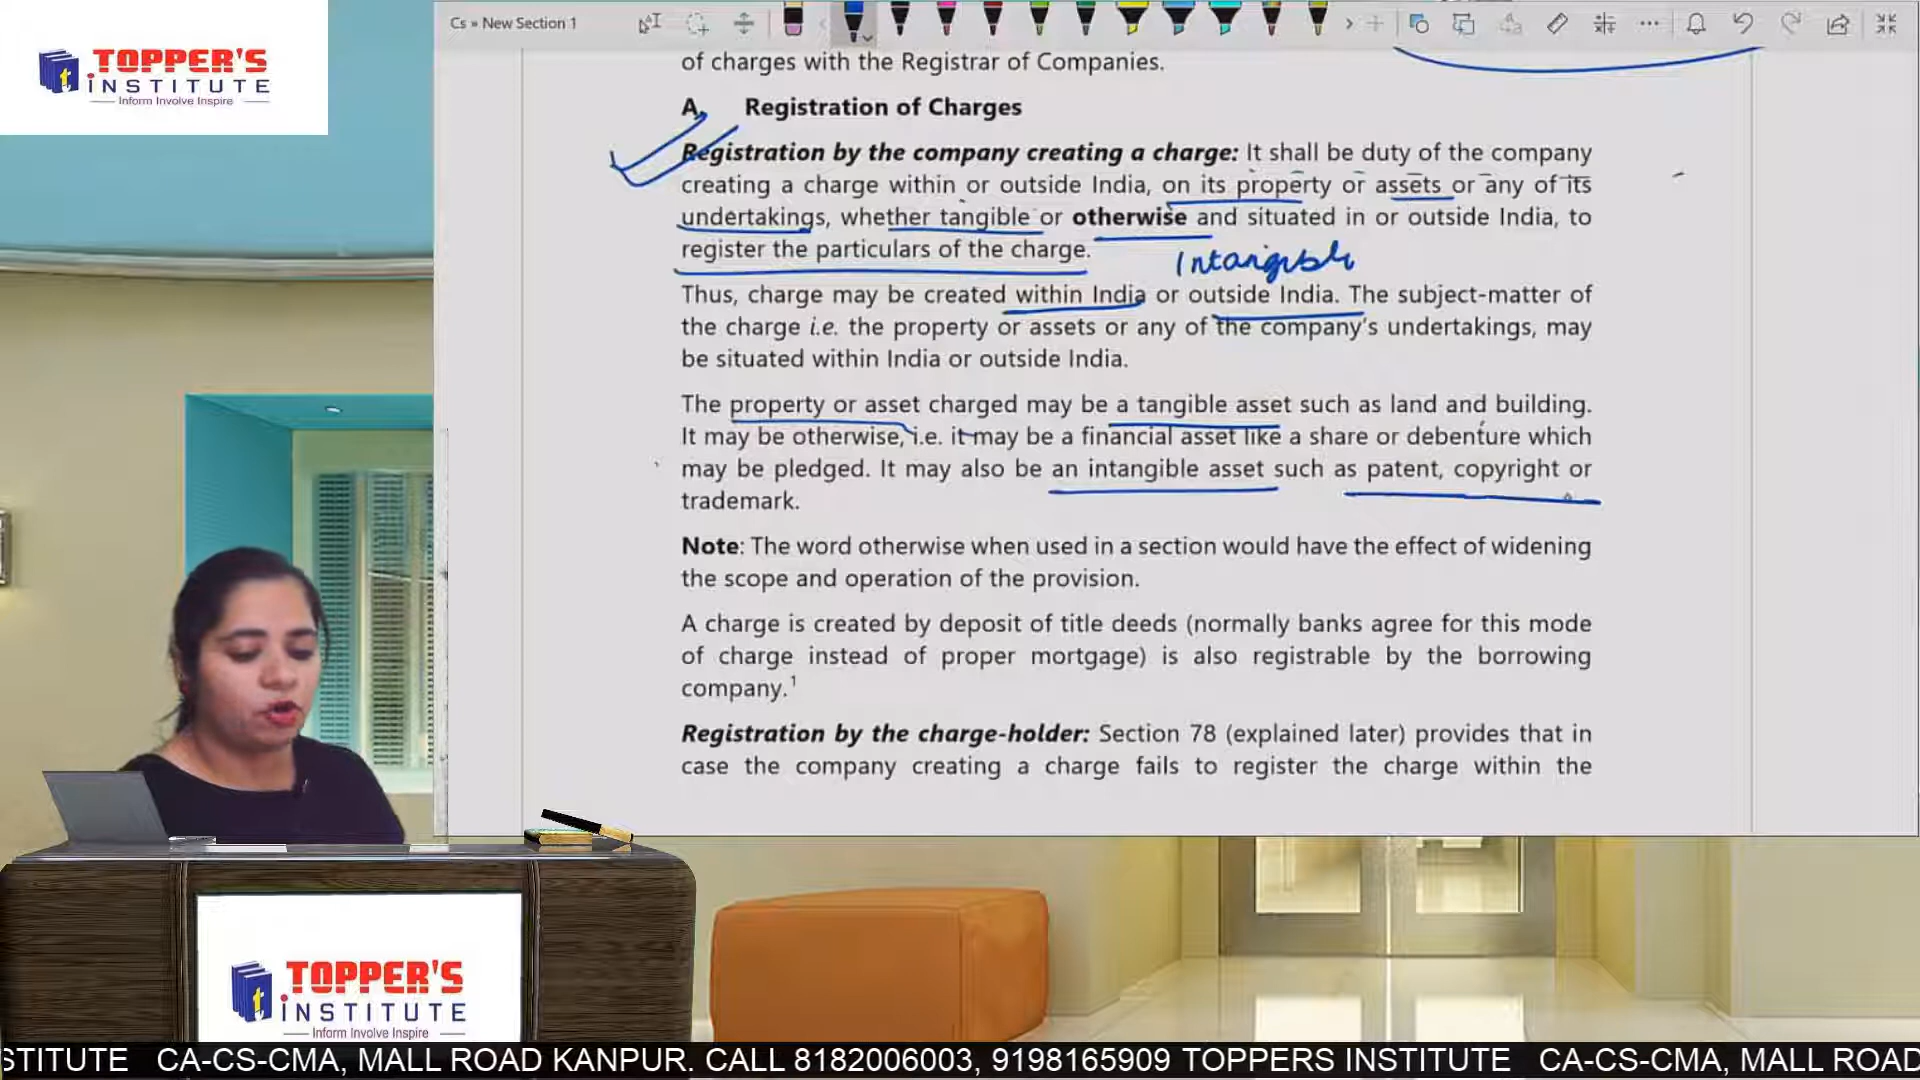 Cs » New Section 1
TOPPER'S
iNSTITUTE
Inform Involve Inspire
of charges with the Registrar of Companies.
A. Registration of Charges
Registration by the company creating a charge: It shall be duty of the company
creating a charge within or outside India, on its property or assets or any of its
undertakings, whether tangible or otherwise and situated in or outside India, to
register the particulars of the charge.
Intangible
Thus, charge may be created within India or outside India. The subject-matter of
the charge i.e. the property or assets or any of the company's undertakings, may
be situated within India or outside India.
The property or asset charged may be a tangible asset such as land and building.
It may be otherwise, i.e. it may be a financial asset like a share or debenture which
may be pledged. It may also be an intangible asset such as patent, copyright or
trademark.
Note: The word otherwise when used in a section would have the effect of widening
the scope and operation of the provision.
A charge is created by deposit of title deeds (normally banks agree for this mode
of charge instead of proper mortgage) is also registrable by the borrowing
company.1
Registration by the charge-holder: Section 78 (explained later) provides that in
case the company creating a charge fails to register the charge within the
TOPPER'S
iNSTITUTE
Inform Involve Inspire
STITUTE CA-CS-CMA, MALL ROAD KANPUR. CALL 8182006003, 9198165909 TOPPERS INSTITUTE CA-CS-CMA, MALL ROAD